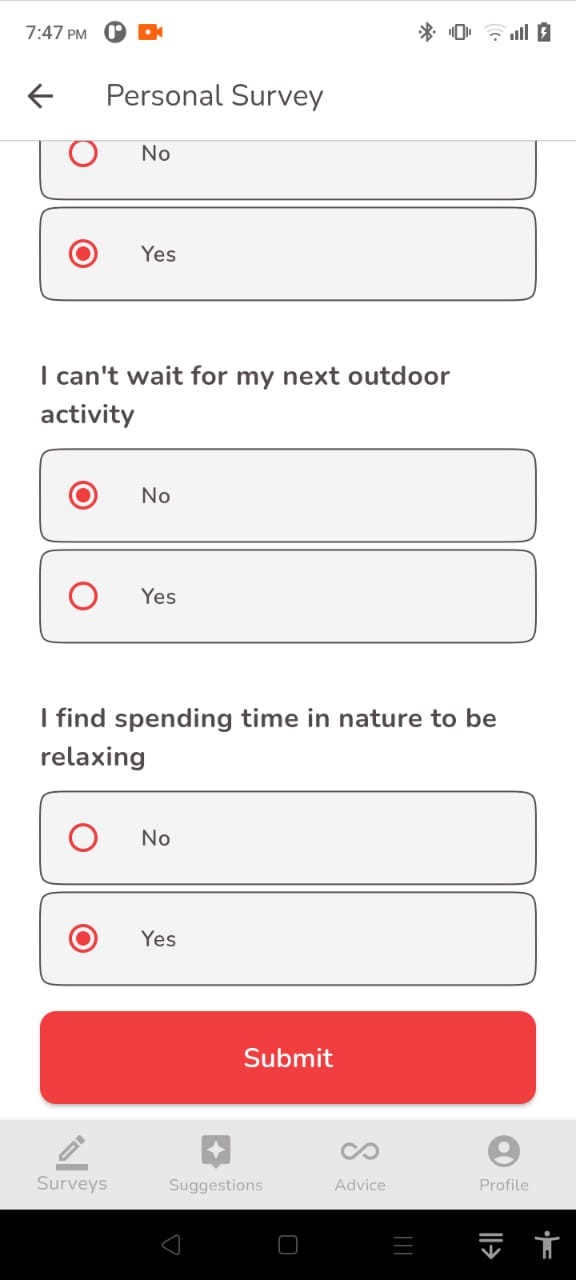 7:47 PM
Personal Survey
No
Yes
I can't wait for my next outdoor
activity
No
Yes
I find spending time in nature to be
relaxing
No
Yes
Submit
Surveys Suggestions Advice Profile